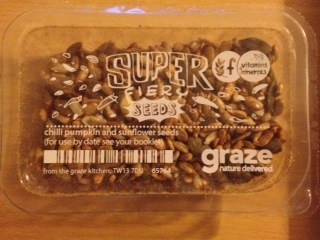 SUPER
FIERY
SEEDS
f
vitamins
minerals
chilli pumpkin and sunflower seeds
(for use by date see your booklet)
graze
nature delivered
from the graze kitchen, TW13 7DU 65764